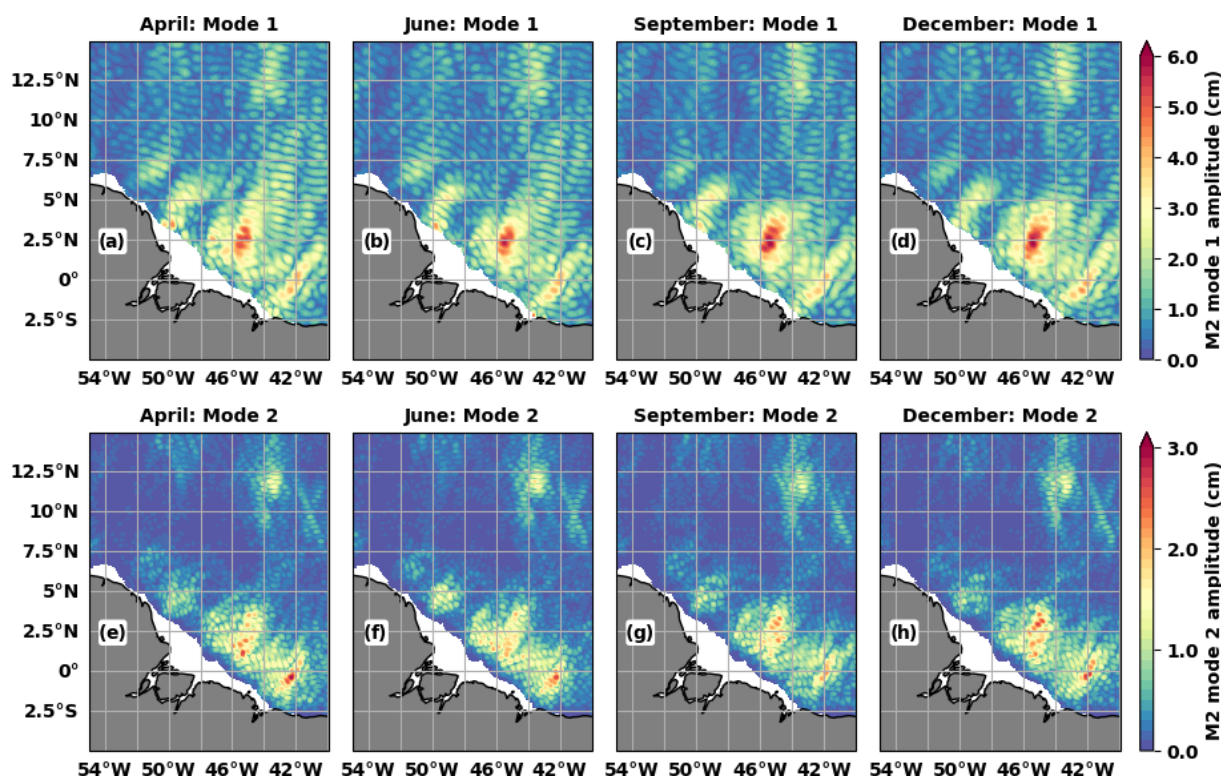 April: Mode 1
June: Mode 1
September: Mode 1
December: Mode 1
12.5°N
10°N
7.5°N
5°N
2.5°N
0°
2.5°S
(a)
(b)
(c)
(d)
54°W 50°W 46°W 42°W
54°W 50°W 46°W 42°W
54°W 50°W 46°W 42°W
54°W 50°W 46°W 42°W
6.0
5.0
4.0
3.0
2.0
1.0
0.0
M2 mode 1 amplitude (cm)
April: Mode 2
June: Mode 2
September: Mode 2
December: Mode 2
12.5°N
10°N
7.5°N
5°N
2.5°N
0°
2.5°S
(e)
(f)
(g)
(h)
54°W 50°W 46°W 42°W
54°W 50°W 46°W 42°W
54°W 50°W 46°W 42°W
54°W 50°W 46°W 42°W
3.0
2.0
1.0
0.0
M2 mode 2 amplitude (cm)